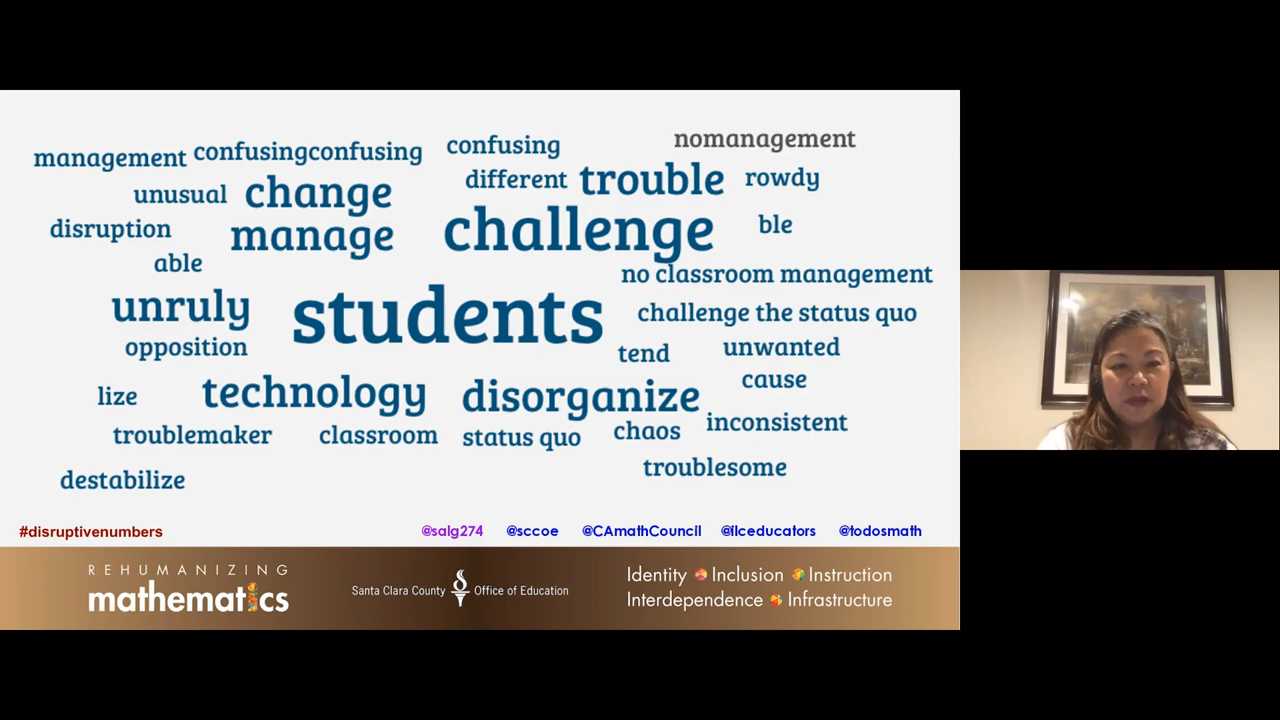 management confusingconfusing confusing nomanagement
unusual change different trouble rowdy
disruption manage challenge ble
able no classroom management
unruly students challenge the status quo
opposition tend unwanted
cause
lize technology disorganize inconsistent
troublemaker classroom status quo chaos
troublesome
destabilize
#disruptivenumbers @salg274 @sccoe @CAmathCouncil @ilceducators @todosmath
REHUMANIZING
mathematics
Santa Clara County Office of Education
Identity Inclusion Instruction
Interdependence Infrastructure